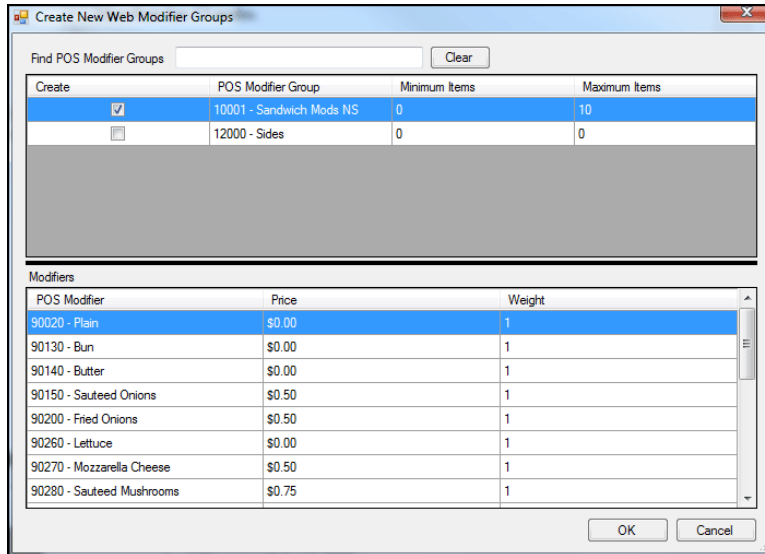 Create New Web Modifier Groups
Find POS Modifier Groups Clear
Create POS Modifier Group Minimum Items Maximum Items
10001 - Sandwich Mods NS 0 10
12000 - Sides 0 0
Modifiers
POS Modifier Price Weight
90020 - Plain $0.00 1
90130 - Bun $0.00 1
90140 - Butter $0.00 1
90150 - Sauteed Onions $0.50 1
90200 - Fried Onions $0.50 1
90260 - Lettuce $0.00 1
90270 - Mozzarella Cheese $0.50 1
90280 - Sauteed Mushrooms $0.75 1
OK Cancel